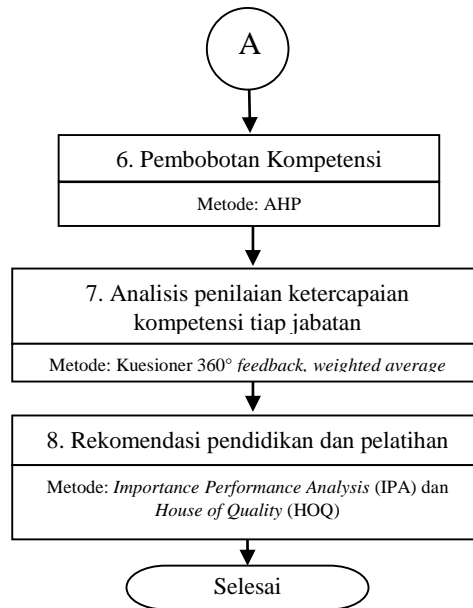 A
6. Pembobotan Kompetensi
Metode: AHP
7. Analisis penilaian ketercapaian
kompetensi tiap jabatan
Metode: Kuesioner 360° feedback, weighted average
8. Rekomendasi pendidikan dan pelatihan
Metode: Importance Performance Analysis (IPA) dan
House of Quality (HOQ)
Selesai